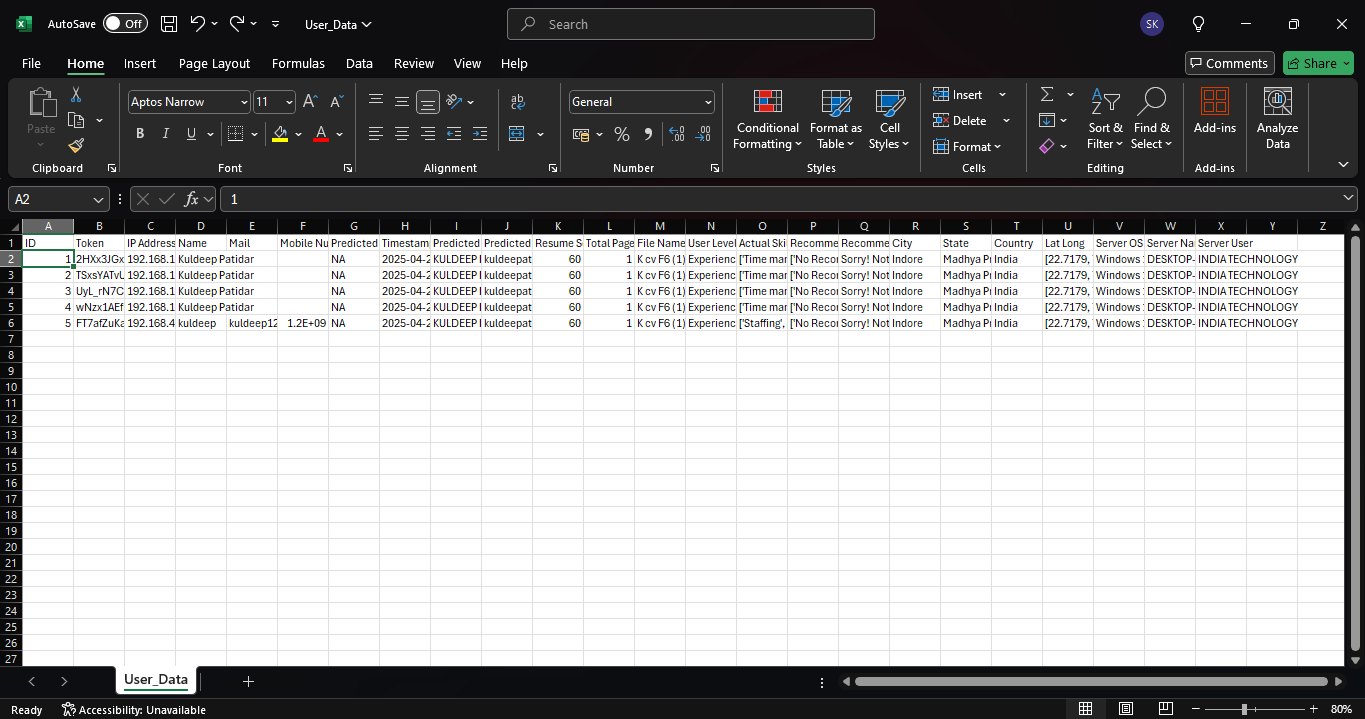 AutoSave Off User_Data Search SK
File Home Insert Page Layout Formulas Data Review View Help Comments Share
Paste Aptos Narrow 11 General Conditional Formatting Format as Table Cell Styles Insert Delete Format Sort & Filter Find & Select Add-ins Analyze Data
Clipboard Font Alignment Number Styles Cells Editing Add-ins
A2 fx 1
A B C D E F G H I J K L M N O P Q R S T U V W X Y Z
1 ID Token IP Address Name Mail Mobile Nu Predicted Timestam Predicted Predicted Resume S Total Page File Name User Level Actual Ski Recomme Recomme City State Country Lat Long Server OS Server Na Server User
2 1 2HXx3JGx 192.168.1 Kuldeep Patidar NA 2025-04-2 KULDEEP kuldeepat 60 1 K cv F6 (1) Experienc ['Time mar ['No Recor Sorry! Not Indore Madhya Pr India [22.7179, Windows DESKTOP- INDIA TECHNOLOGY
3 2 TSxsYATvU 192.168.1 Kuldeep Patidar NA 2025-04-2 KULDEEP kuldeepat 60 1 K cv F6 (1) Experienc ['Time mar ['No Recor Sorry! Not Indore Madhya Pr India [22.7179, Windows DESKTOP- INDIA TECHNOLOGY
4 3 UyL_rN7C 192.168.1 Kuldeep Patidar NA 2025-04-2 KULDEEP kuldeepat 60 1 K cv F6 (1) Experienc ['Time mar ['No Recor Sorry! Not Indore Madhya Pr India [22.7179, Windows DESKTOP- INDIA TECHNOLOGY
5 4 wNzx1AEf 192.168.1 Kuldeep Patidar NA 2025-04-2 KULDEEP kuldeepat 60 1 K cv F6 (1) Experienc ['Time mar ['No Recor Sorry! Not Indore Madhya Pr India [22.7179, Windows DESKTOP- INDIA TECHNOLOGY
6 5 FT7afZuKa 192.168.4 kuldeep kuldeep12 1.2E+09 NA 2025-04-2 KULDEEP kuldeepat 60 1 K cv F6 (1) Experienc ['Staffing', ['No Recor Sorry! Not Indore Madhya Pr India [22.7179, Windows DESKTOP- INDIA TECHNOLOGY
7
8
9
10
11
12
13
14
15
16
17
18
19
20
21
22
23
24
25
26
27
User_Data
Ready Accessibility: Unavailable 80%